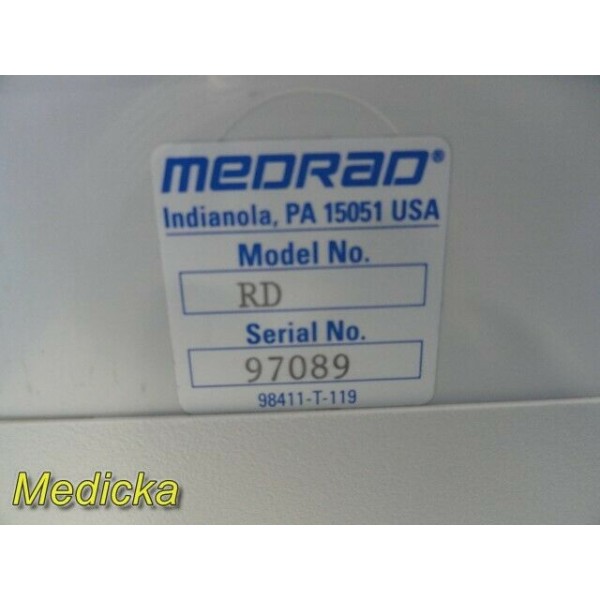 MEDRAD®
Indianola, PA 15051 USA
Model No.
RD
Serial No.
97089
98411-T-119
Medicka